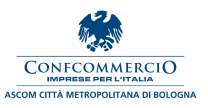 CONFCOMMERCIO
IMPRESE PER L'ITALIA
ASCOM CITTÀ METROPOLITANA DI BOLOGNA